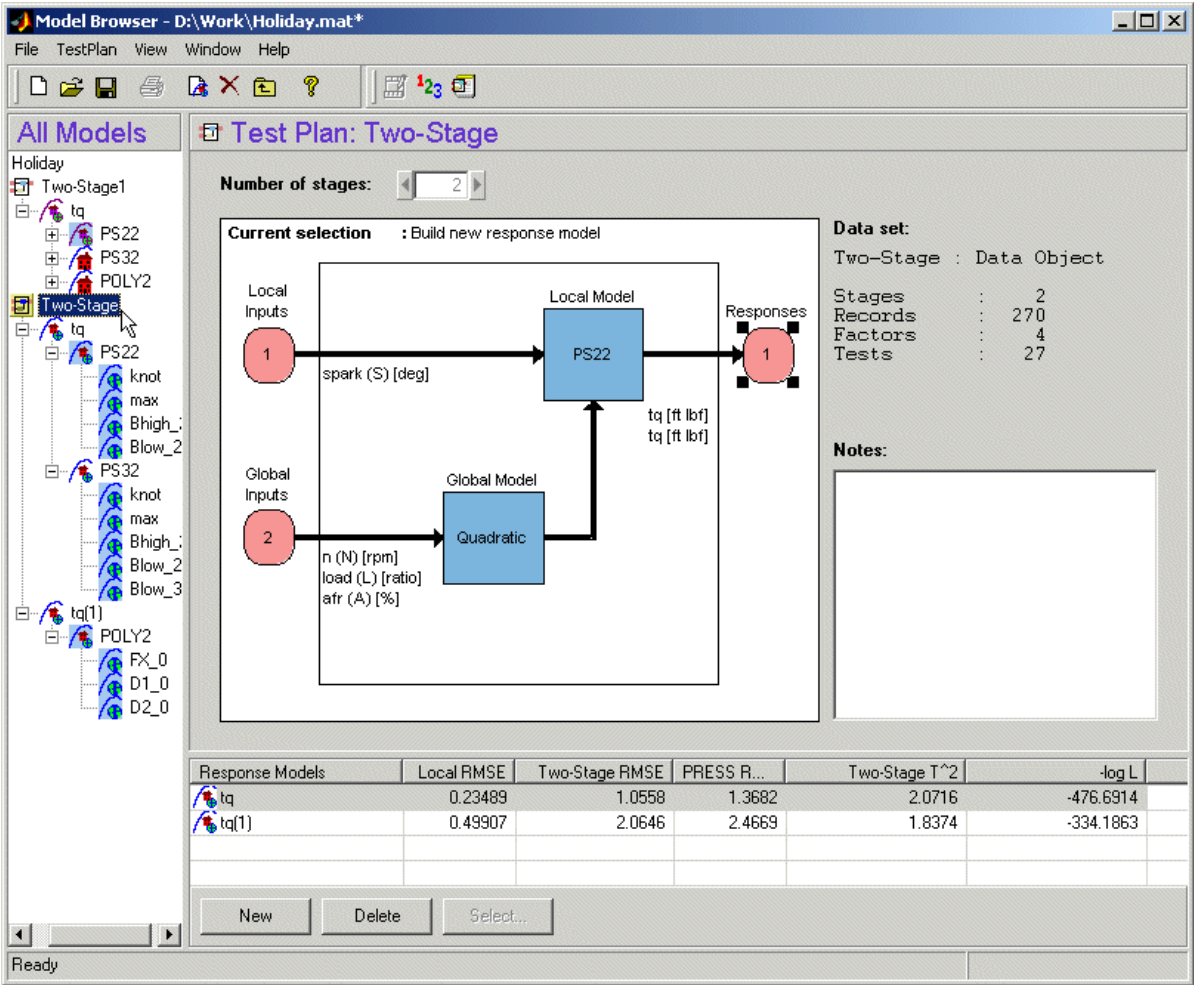 Model Browser - D:\Work\Holiday.mat*
File TestPlan View Window Help
1 2 3
All Models
Test Plan: Two-Stage
Holiday
Two-Stage1
tq
PS22
PS32
POLY2
Two-Stage
tq
PS22
knot
max
Bhigh_2
Blow_2
PS32
knot
max
Bhigh_
Blow_2
Blow_3
tq(1)
POLY2
FX_0
D1_0
D2_0
Number of stages: 2
Current selection : Build new response model
Local
Inputs
1
spark (S) [deg]
Local Model
PS22
Responses
1
tq [ft lbf]
tq [ft lbf]
Global
Inputs
2
n (N) [rpm]
load (L) [ratio]
afr (A) [%]
Global Model
Quadratic
Data set:
Two-Stage : Data Object
Stages : 2
Records : 270
Factors : 4
Tests : 27
Notes:
Response Models Local RMSE Two-Stage RMSE PRESS R... Two-Stage T^2 -log L
tq 0.23489 1.0558 1.3682 2.0716 -476.6914
tq(1) 0.49907 2.0646 2.4669 1.8374 -334.1863
New Delete Select...
Ready